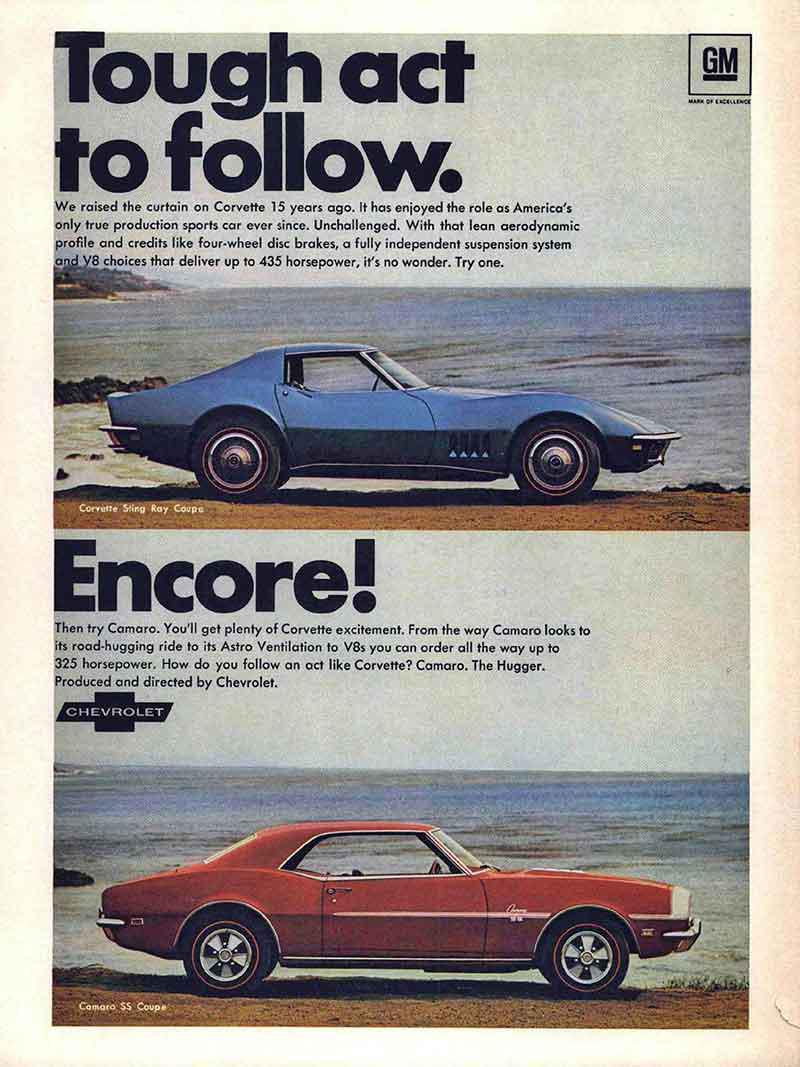 Tough act
to follow.
GM
MARK OF EXCELLENCE
We raised the curtain on Corvette 15 years ago. It has enjoyed the role as America's
only true production sports car ever since. Unchallenged. With that lean aerodynamic
profile and credits like four-wheel disc brakes, a fully independent suspension system
and V8 choices that deliver up to 435 horsepower, it's no wonder. Try one.
Corvette Sting Ray Coupe
Encore!
Then try Camaro. You'll get plenty of Corvette excitement. From the way Camaro looks to
its road-hugging ride to its Astro Ventilation to V8s you can order all the way up to
325 horsepower. How do you follow an act like Corvette? Camaro. The Hugger.
Produced and directed by Chevrolet.
CHEVROLET
Camaro
Camaro SS Coupe